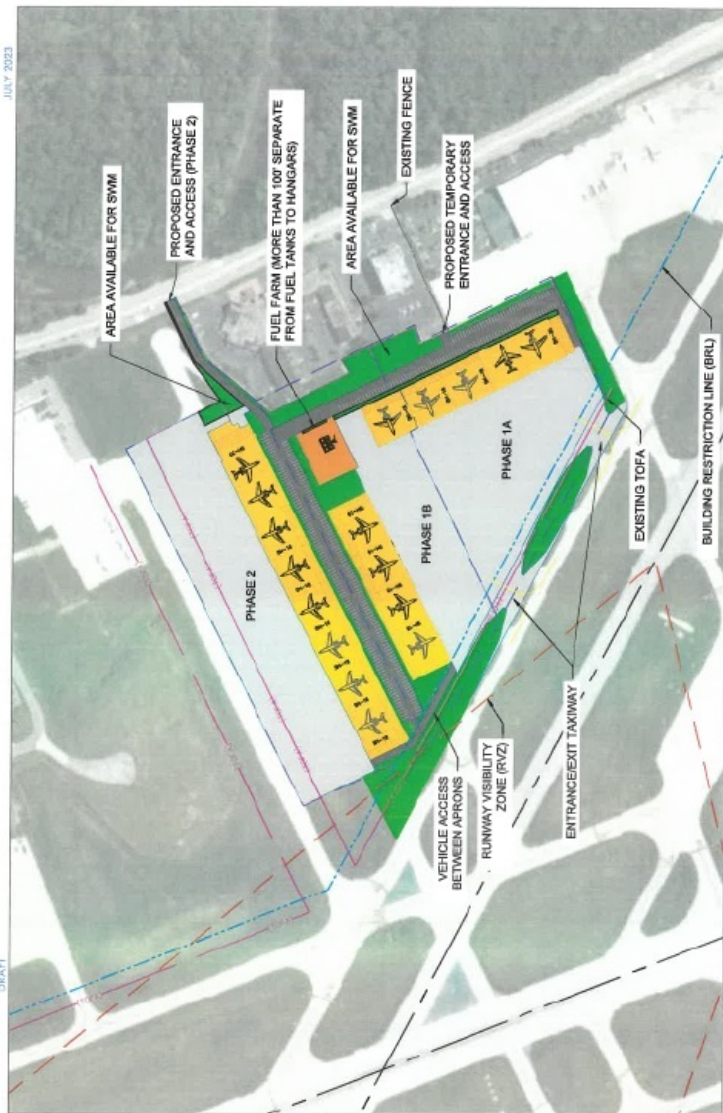 JULY 2023
DRAFT
AREA AVAILABLE FOR SWM
PROPOSED ENTRANCE
AND ACCESS (PHASE 2)
FUEL FARM (MORE THAN 100' SEPARATE
FROM FUEL TANKS TO HANGARS)
AREA AVAILABLE FOR SWM
EXISTING FENCE
PROPOSED TEMPORARY
ENTRANCE AND ACCESS
PHASE 2
PHASE 1B
PHASE 1A
VEHICLE ACCESS
BETWEEN APRONS
RUNWAY VISIBILITY
ZONE (RVZ)
ENTRANCE/EXIT TAXIWAY
EXISTING TOFA
BUILDING RESTRICTION LINE (BRL)